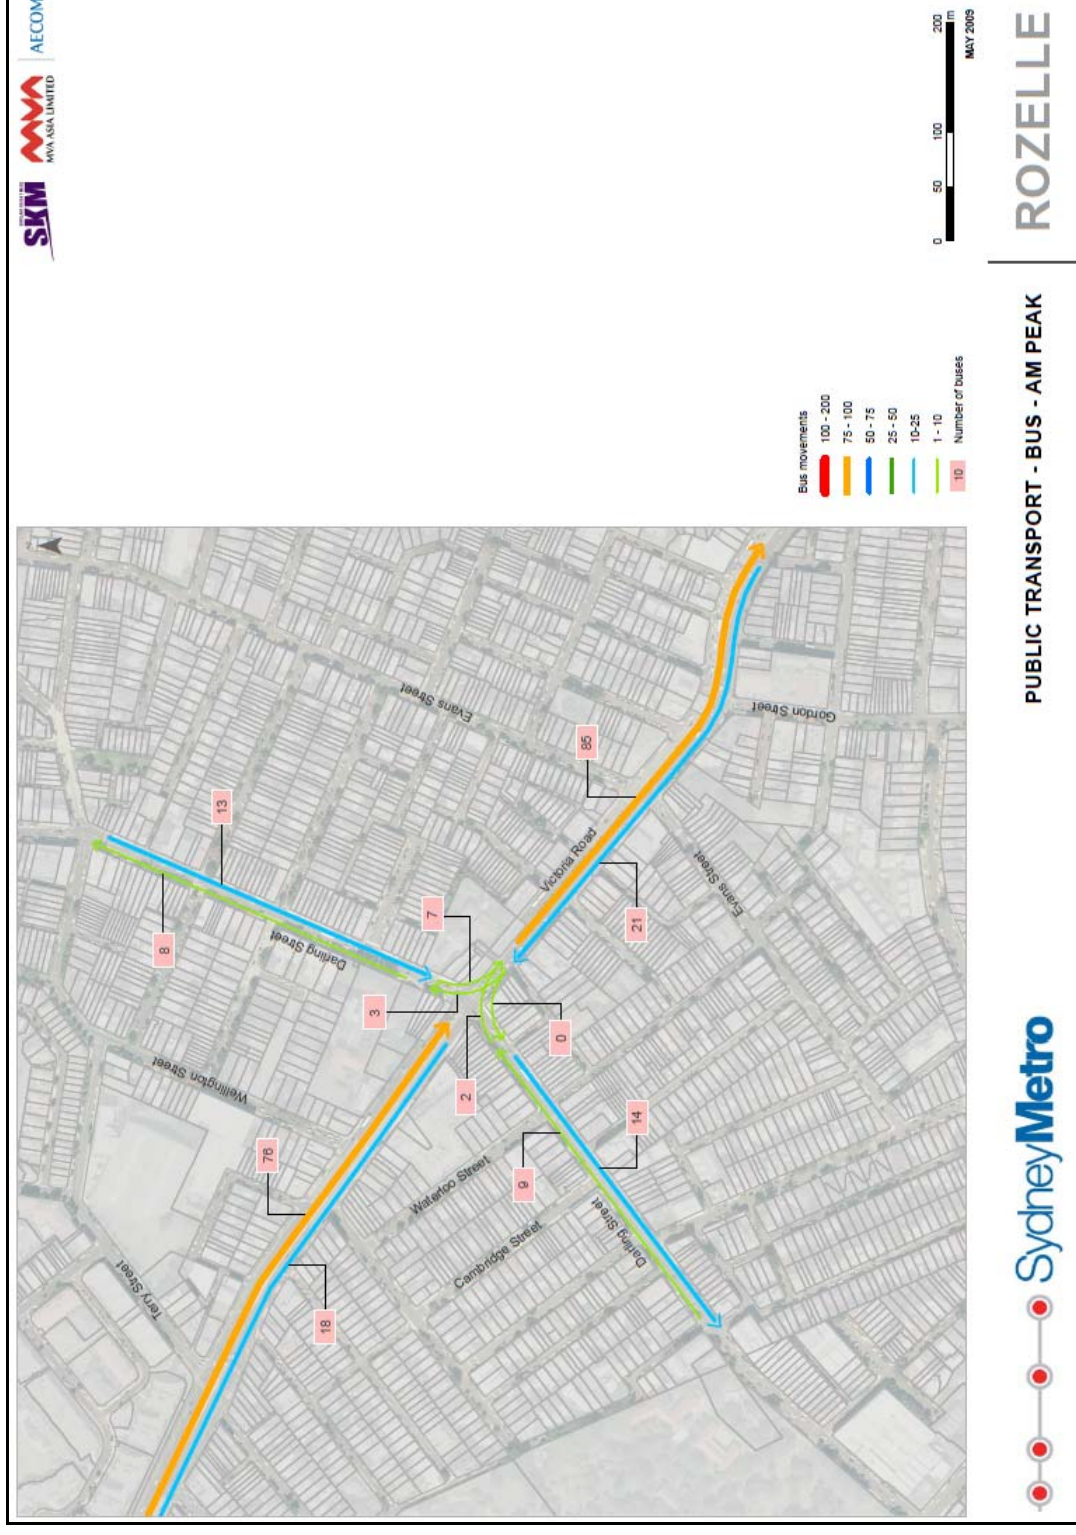 SKM
MVA ASIA LIMITED
AECOM
Terry Street
Wellington Street
Darling Street
Evans Street
Waterloo Street
Cambridge Street
Darling Street
Victoria Road
Evans Street
Gordon Street
8
13
76
3
7
18
2
85
9
0
14
21
Bus movements
100 - 200
75 - 100
50 - 75
25 - 50
10-25
1 - 10
10 Number of buses
0 50 100 200
m
MAY 2009
SydneyMetro
PUBLIC TRANSPORT - BUS - AM PEAK
ROZELLE